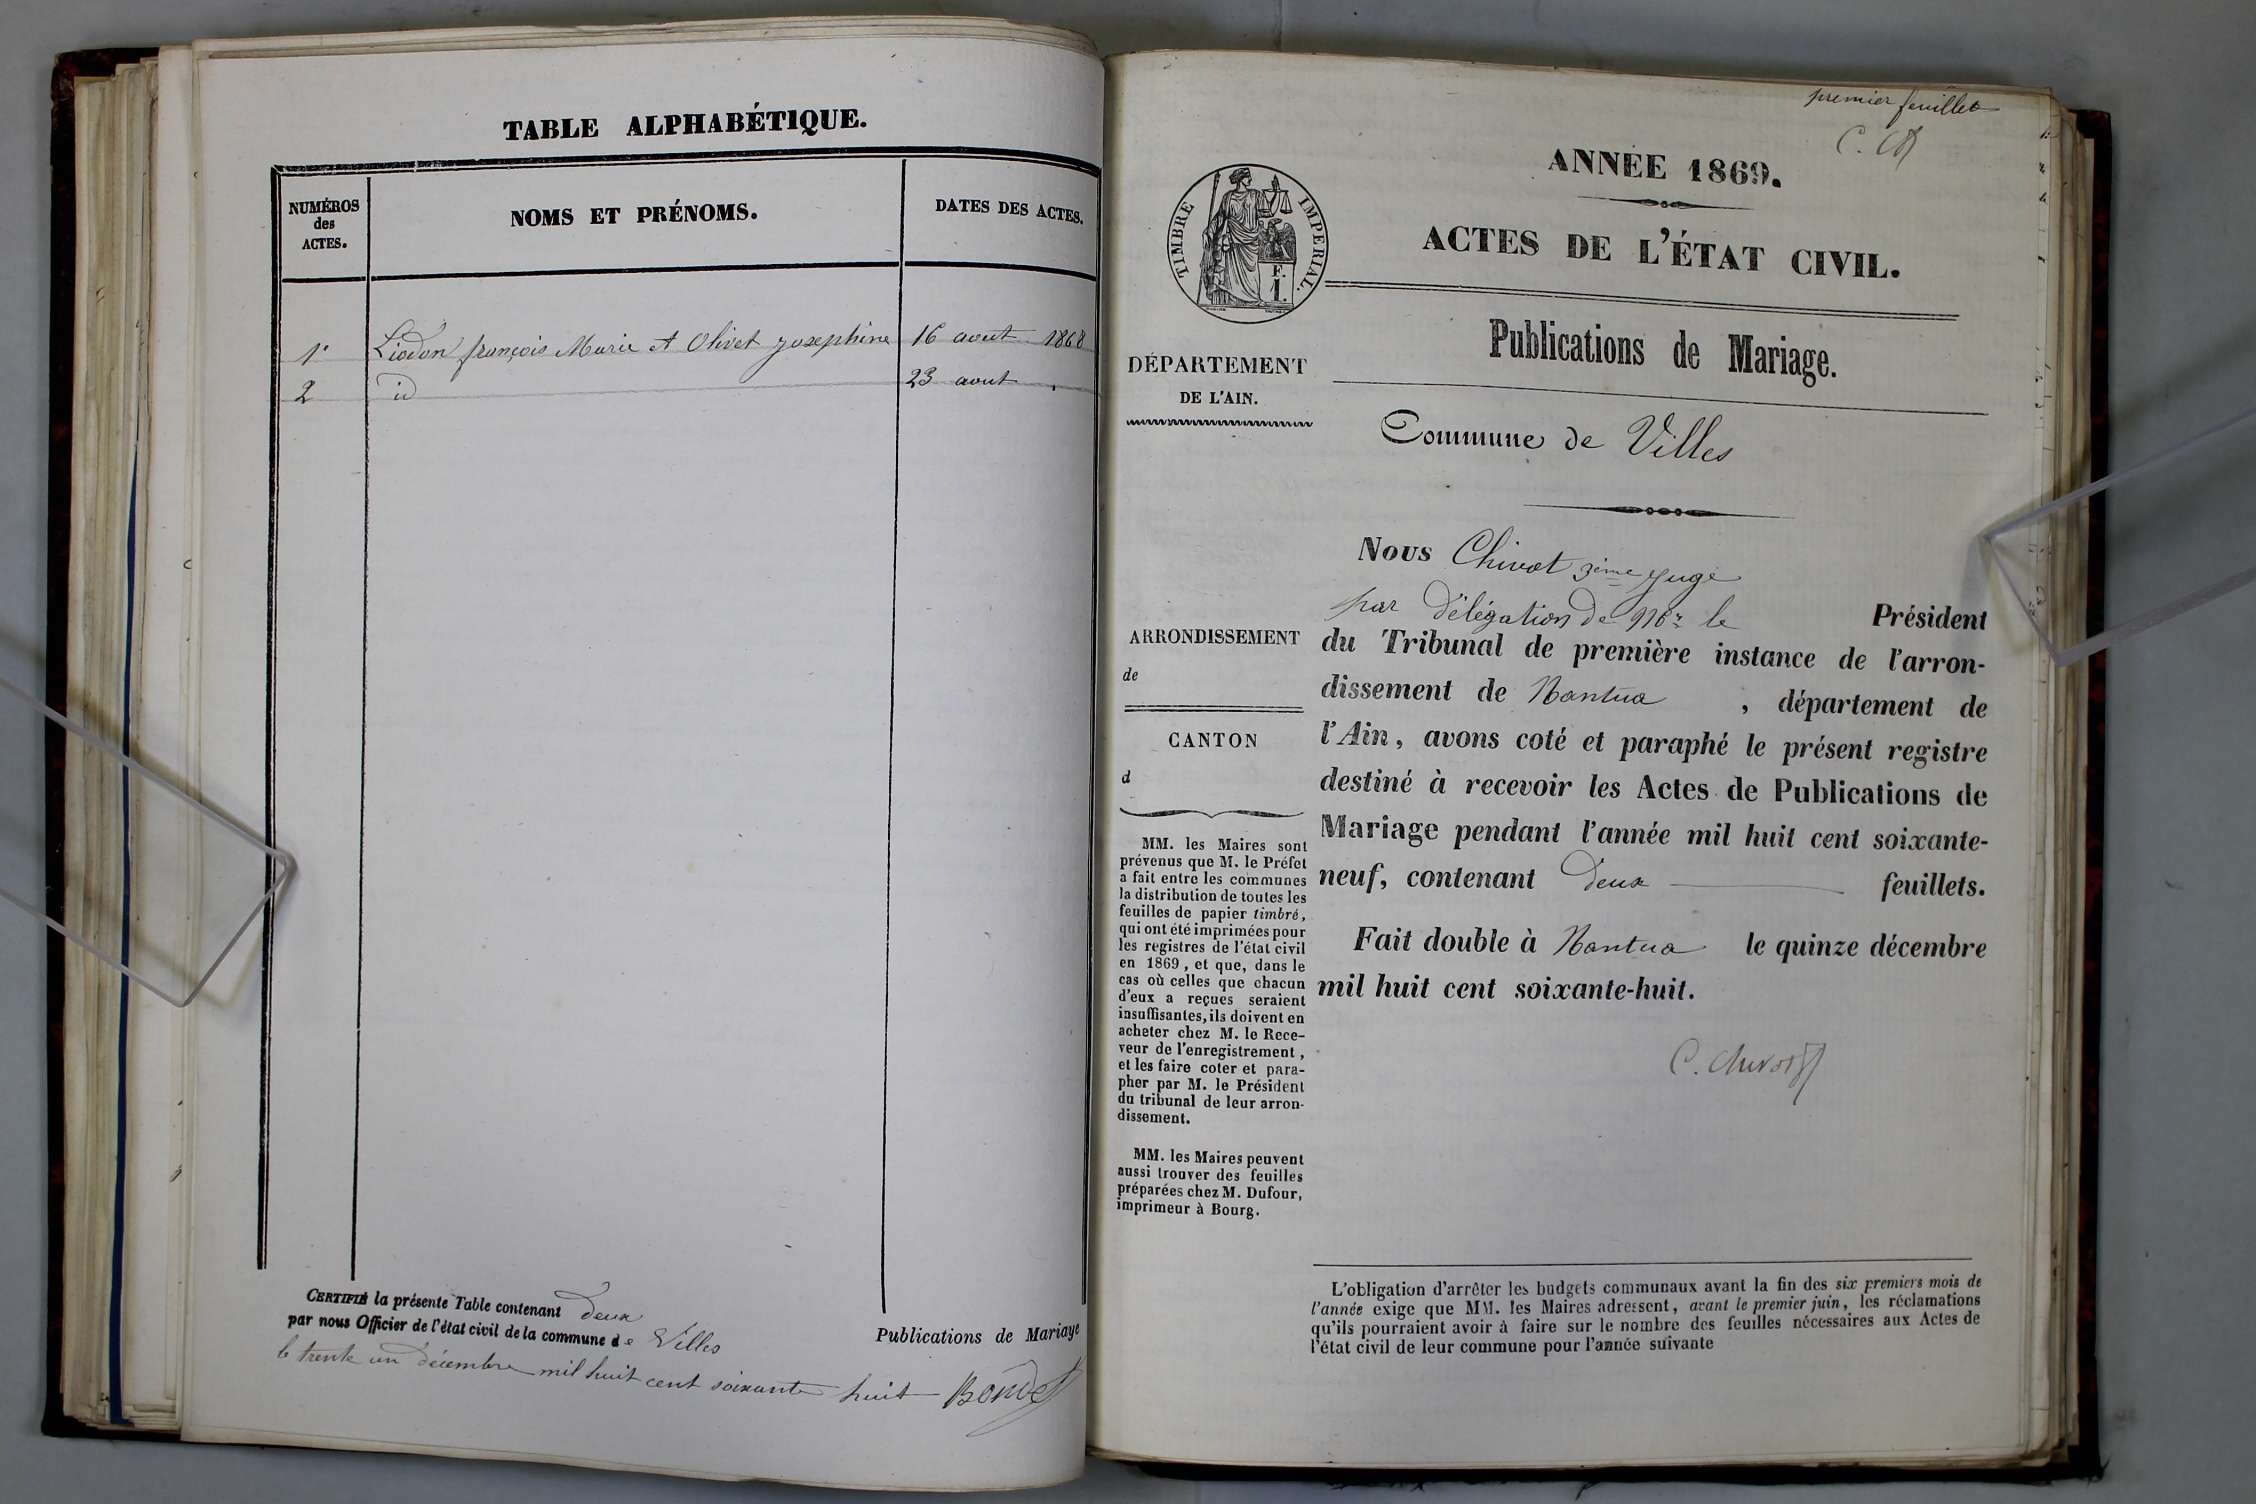 TABLE ALPHABÉTIQUE.
NUMÉROS
des
ACTES.
NOMS ET PRÉNOMS.
DATES DES ACTES.
1° Liodon françois Marie et Olivet Josephine 16 aout 1868
2 id 23 aout
CERTIFIÉ la présente Table contenant deux Publications de Mariage
par nous Officier de l'état civil de la commune de Villes
le trente un décembre mil huit cent soixante huit Bondet
premier feuillet
ANNÉE 1869.
ACTES DE L'ÉTAT CIVIL.
TIMBRE IMPERIAL.
E.
1.
Publications de Mariage.
DÉPARTEMENT
DE L'AIN.
Commune de Villes
ARRONDISSEMENT
de
CANTON
d
MM. les Maires sont
prévenus que M. le Préfet
a fait entre les communes
la distribution de toutes les
feuilles de papier timbré,
qui ont été imprimées pour
les registres de l'état civil
en 1869, et que, dans le
cas où celles que chacun
d'eux a reçues seraient
insuffisantes, ils doivent en
acheter chez M. le Rece-
veur de l'enregistrement,
et les faire coter et para-
pher par M. le Président
du tribunal de leur arron-
dissement.
MM. les Maires peuvent
aussi trouver des feuilles
préparées chez M. Dufour,
imprimeur à Bourg.
Nous Chivot 3ème Juge
par délégation de Mr le Président
du Tribunal de première instance de l'arron-
dissement de Nantua , département de
l'Ain, avons coté et paraphé le présent registre
destiné à recevoir les Actes de Publications de
Mariage pendant l'année mil huit cent soixante-
neuf, contenant Deux feuillets.
Fait double à Nantua le quinze décembre
mil huit cent soixante-huit.
C. Chivot
L'obligation d'arrêter les budgets communaux avant la fin des six premiers mois de
l'année exige que MM. les Maires adressent, avant le premier juin, les réclamations
qu'ils pourraient avoir à faire sur le nombre des feuilles nécessaires aux Actes de
l'état civil de leur commune pour l'année suivante